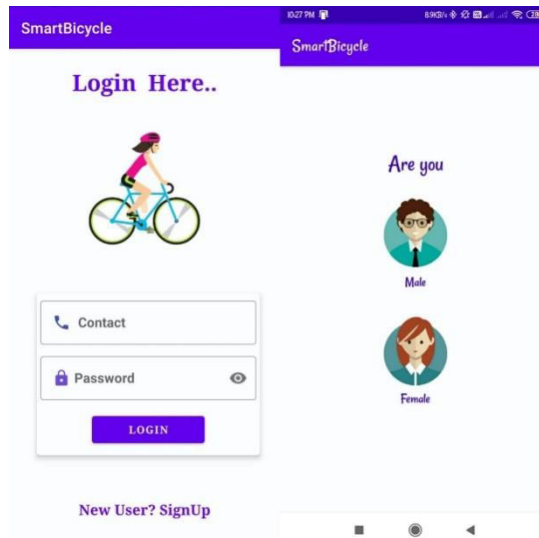 SmartBicycle
Login Here..
Contact
Password
LOGIN
New User? SignUp
10:27 PM
SmartBicycle
Are you
Male
Female